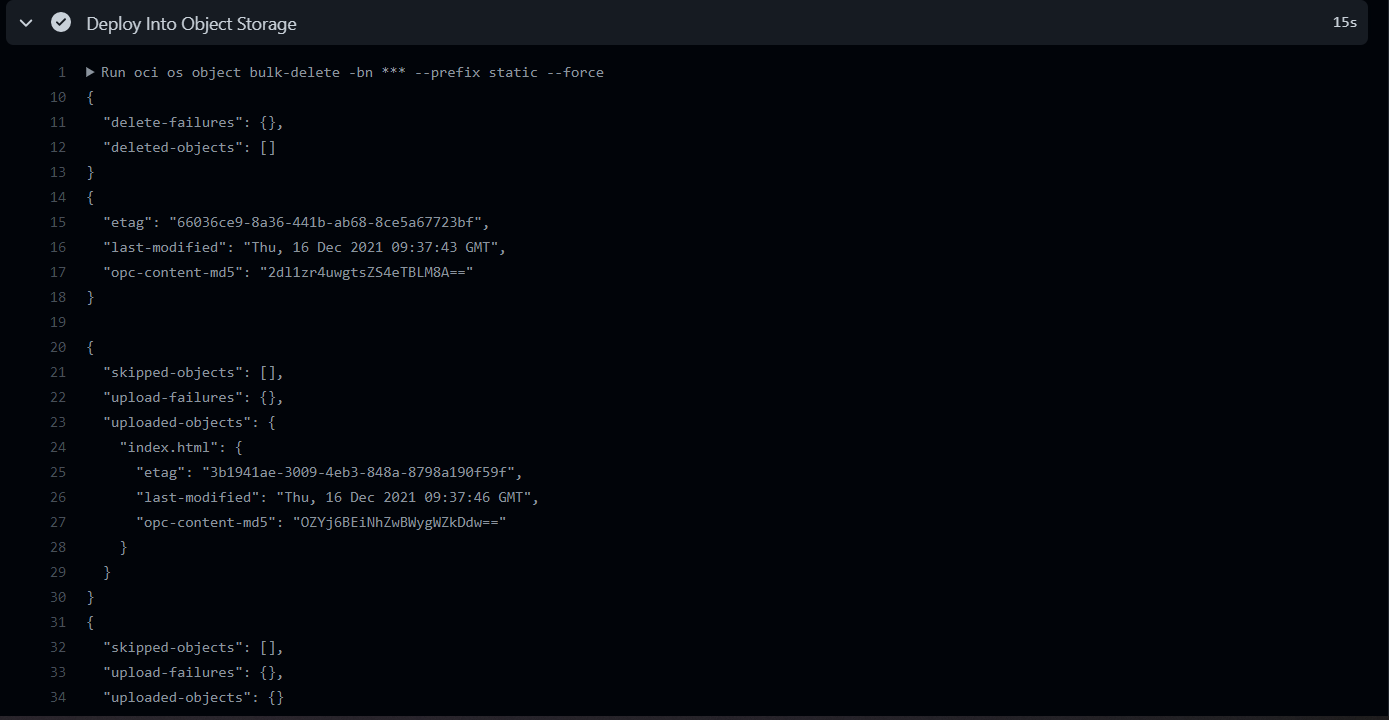 Deploy Into Object Storage 15s
1 Run oci os object bulk-delete -bn *** --prefix static --force
10 {
11 "delete-failures": {},
12 "deleted-objects": []
13 }
14 {
15 "etag": "66036ce9-8a36-441b-ab68-8ce5a67723bf",
16 "last-modified": "Thu, 16 Dec 2021 09:37:43 GMT",
17 "opc-content-md5": "2dl1zr4uwgtsZS4eTBLM8A=="
18 }
19
20 {
21 "skipped-objects": [],
22 "upload-failures": {},
23 "uploaded-objects": {
24 "index.html": {
25 "etag": "3b1941ae-3009-4eb3-848a-8798a190f59f",
26 "last-modified": "Thu, 16 Dec 2021 09:37:46 GMT",
27 "opc-content-md5": "OZYj6BEiNhZwBWygWZkDdw=="
28 }
29 }
30 }
31 {
32 "skipped-objects": [],
33 "upload-failures": {},
34 "uploaded-objects": {}